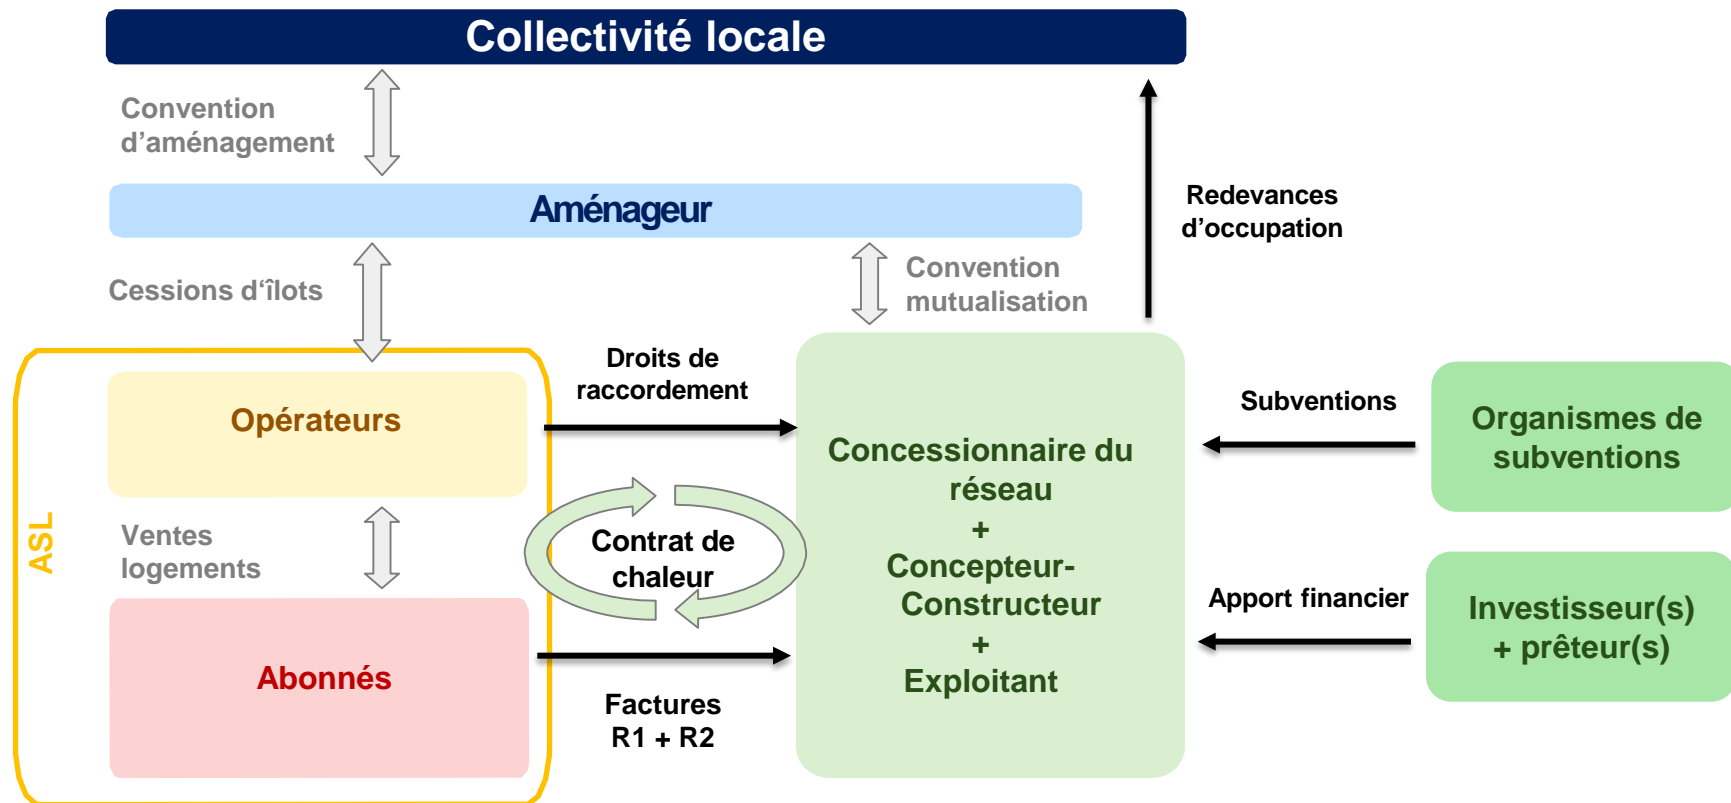 Collectivité locale
Convention
d’aménagement
Aménageur
Redevances
d’occupation
Cessions d‘îlots
Convention
mutualisation
Droits de
raccordement
Opérateurs
Subventions
Organismes de
subventions
Concessionnaire du
réseau
+
Concepteur-
Constructeur
+
Exploitant
ASL
Ventes
logements
Contrat de
chaleur
Apport financier
Investisseur(s)
+ prêteur(s)
Abonnés
Factures
R1 + R2